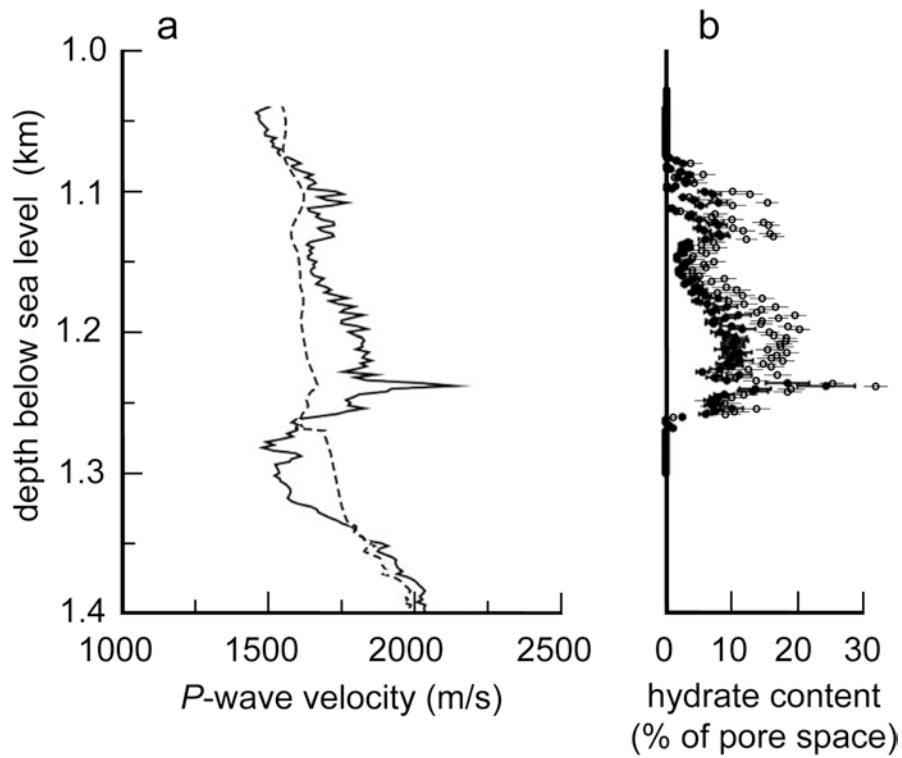 a
b
1.0
1.1
1.2
1.3
1.4
depth below sea level (km)
1000 1500 2000 2500
P-wave velocity (m/s)
0 10 20 30
hydrate content
(% of pore space)